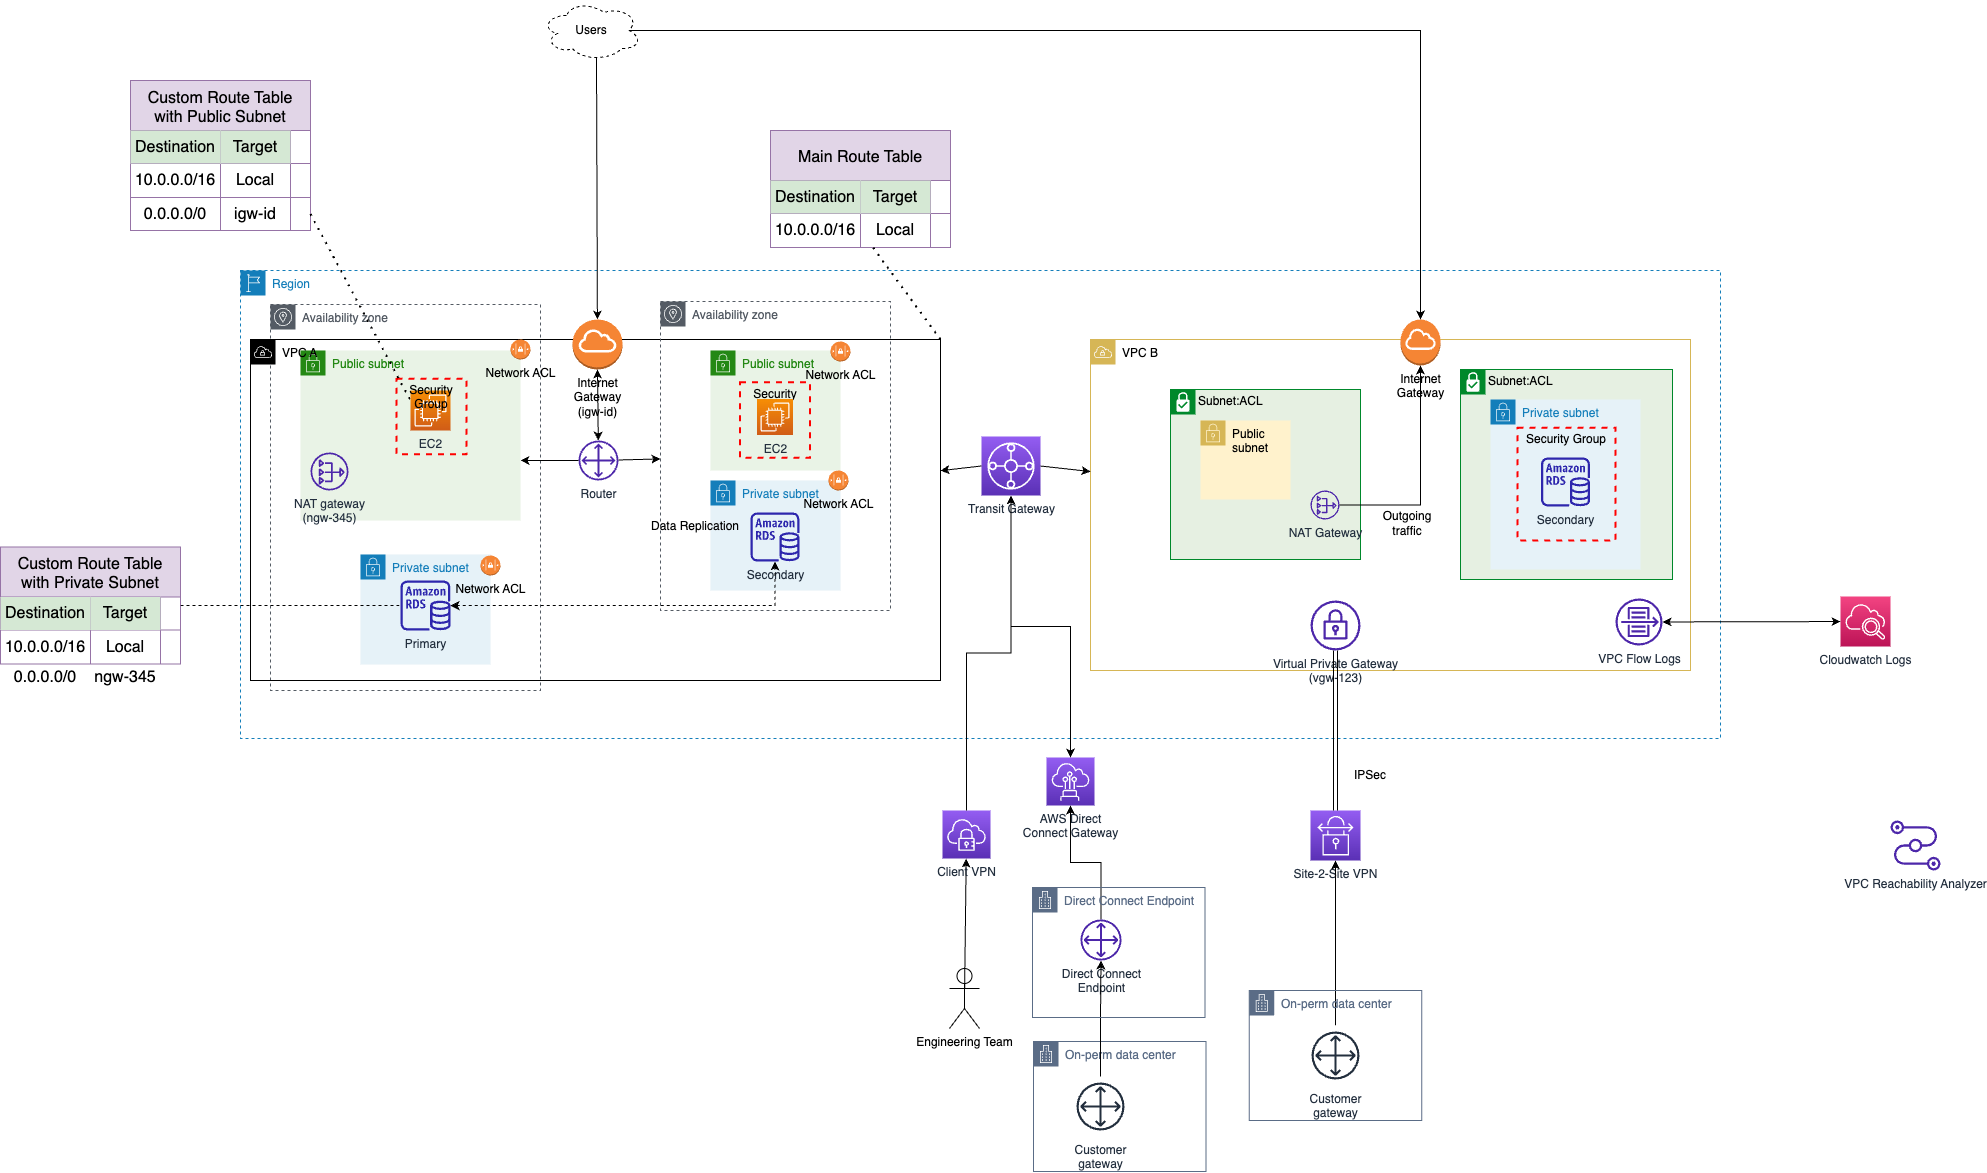 Users
Custom Route Table
with Public Subnet
Destination Target
10.0.0.0/16 Local
0.0.0.0/0 igw-id
Main Route Table
Destination Target
10.0.0.0/16 Local
Region
Availability zone
Availability zone
VPC A
Public subnet
Network ACL
Security
Group
EC2
NAT gateway
(ngw-345)
Internet
Gateway
(igw-id)
Router
Public subnet
Network ACL
Security
EC2
Private subnet
Network ACL
Data Replication
Amazon
RDS
Secondary
Private subnet
Network ACL
Amazon
RDS
Primary
Custom Route Table
with Private Subnet
Destination Target
10.0.0.0/16 Local
0.0.0.0/0 ngw-345
Transit Gateway
VPC B
Internet
Gateway
Subnet:ACL
Public
subnet
NAT Gateway
Outgoing
traffic
Subnet:ACL
Private subnet
Security Group
Amazon
RDS
Secondary
Virtual Private Gateway
(vgw-123)
VPC Flow Logs
Cloudwatch Logs
IPSec
AWS Direct
Connect Gateway
Client VPN
Site-2-Site VPN
VPC Reachability Analyzer
Direct Connect Endpoint
Direct Connect
Endpoint
Engineering Team
On-perm data center
Customer
gateway
On-perm data center
Customer
gateway